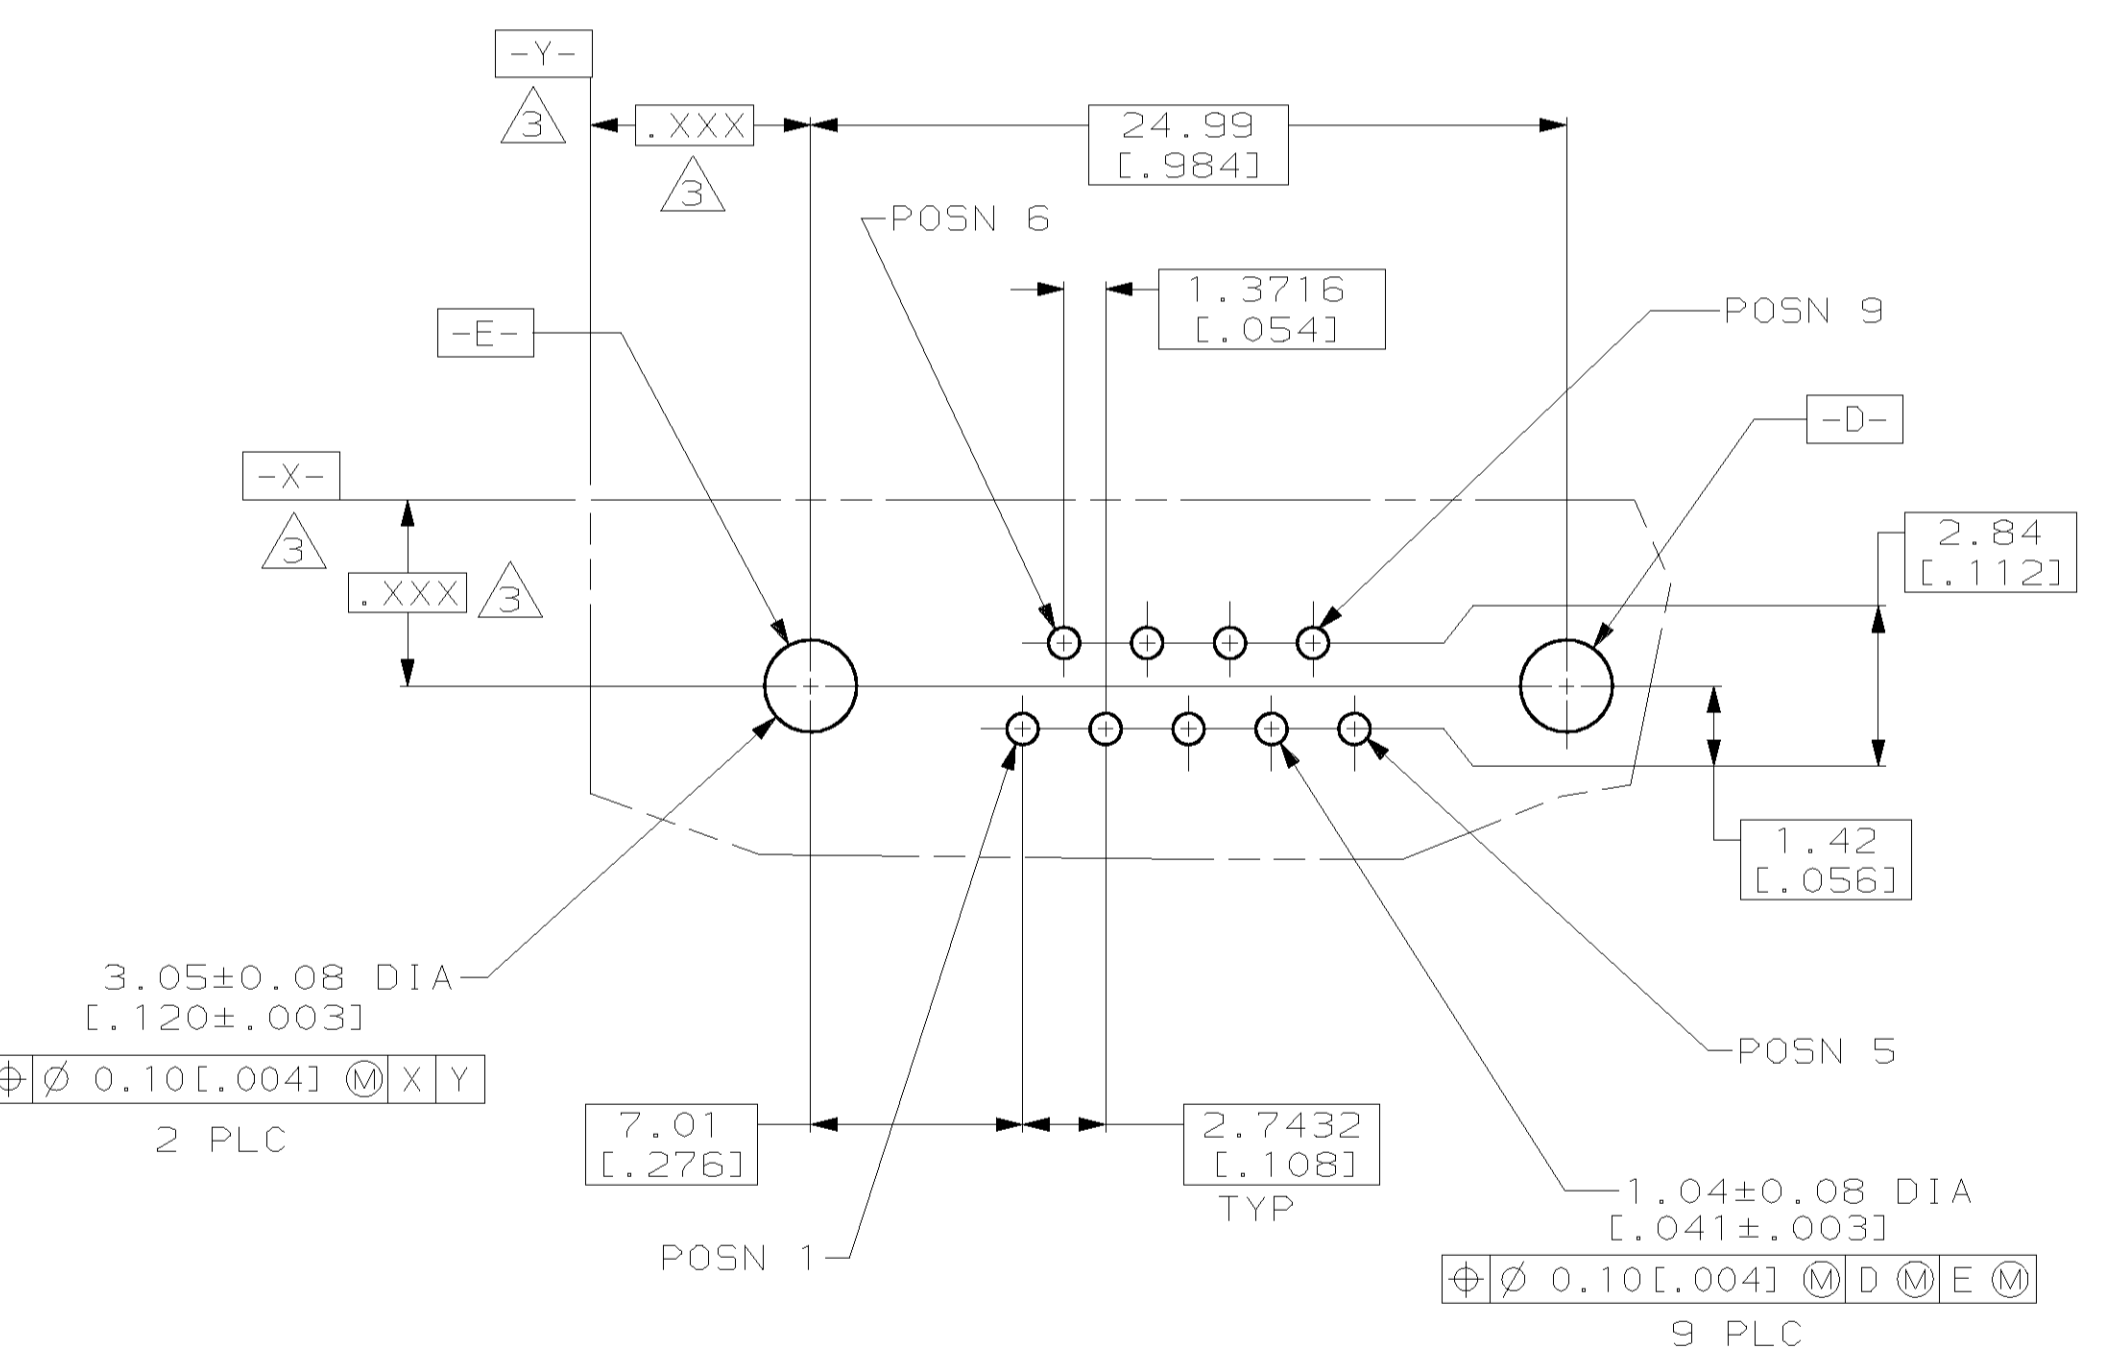 -Y-
3
.XXX
3
24.99
[.984]
POSN 6
1.3716
[.054]
POSN 9
-E-
-D-
-X-
3
.XXX
3
2.84
[.112]
1.42
[.056]
3.05±0.08 DIA
[.120±.003]
⌖ Ø 0.10[.004] Ⓜ X Y
2 PLC
POSN 5
7.01
[.276]
2.7432
[.108]
TYP
POSN 1
1.04±0.08 DIA
[.041±.003]
⌖ Ø 0.10[.004] Ⓜ D Ⓜ E Ⓜ
9 PLC